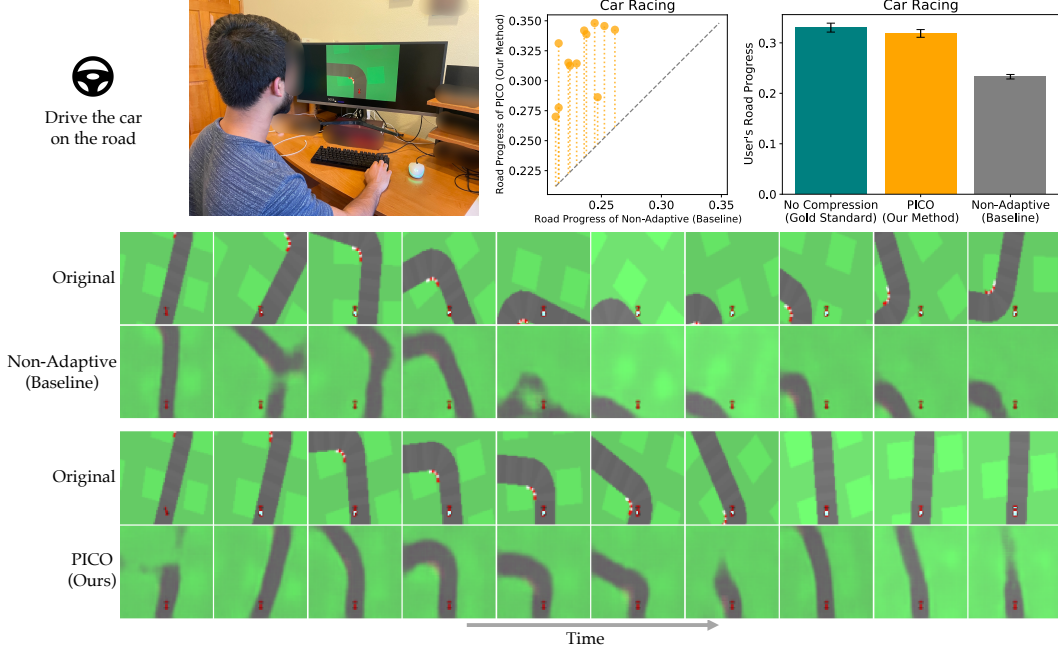 Drive the car
on the road
Car Racing
Road Progress of PICO (Our Method)
0.350
0.325
0.300
0.275
0.250
0.225
0.25
0.30
0.35
Road Progress of Non-Adaptive (Baseline)
Car Racing
User's Road Progress
0.3
0.2
0.1
0.0
No Compression
(Gold Standard)
PICO
(Our Method)
Non-Adaptive
(Baseline)
Original
Non-Adaptive
(Baseline)
Original
PICO
(Ours)
Time